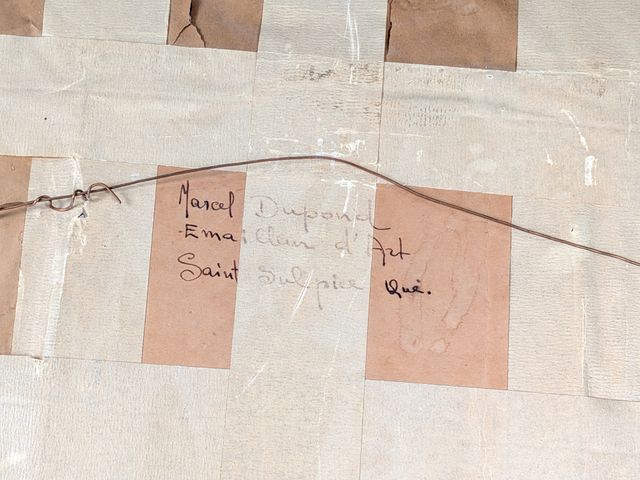 Marcel Dupond
Emailleur d'Art
Saint Sulpice Qué.